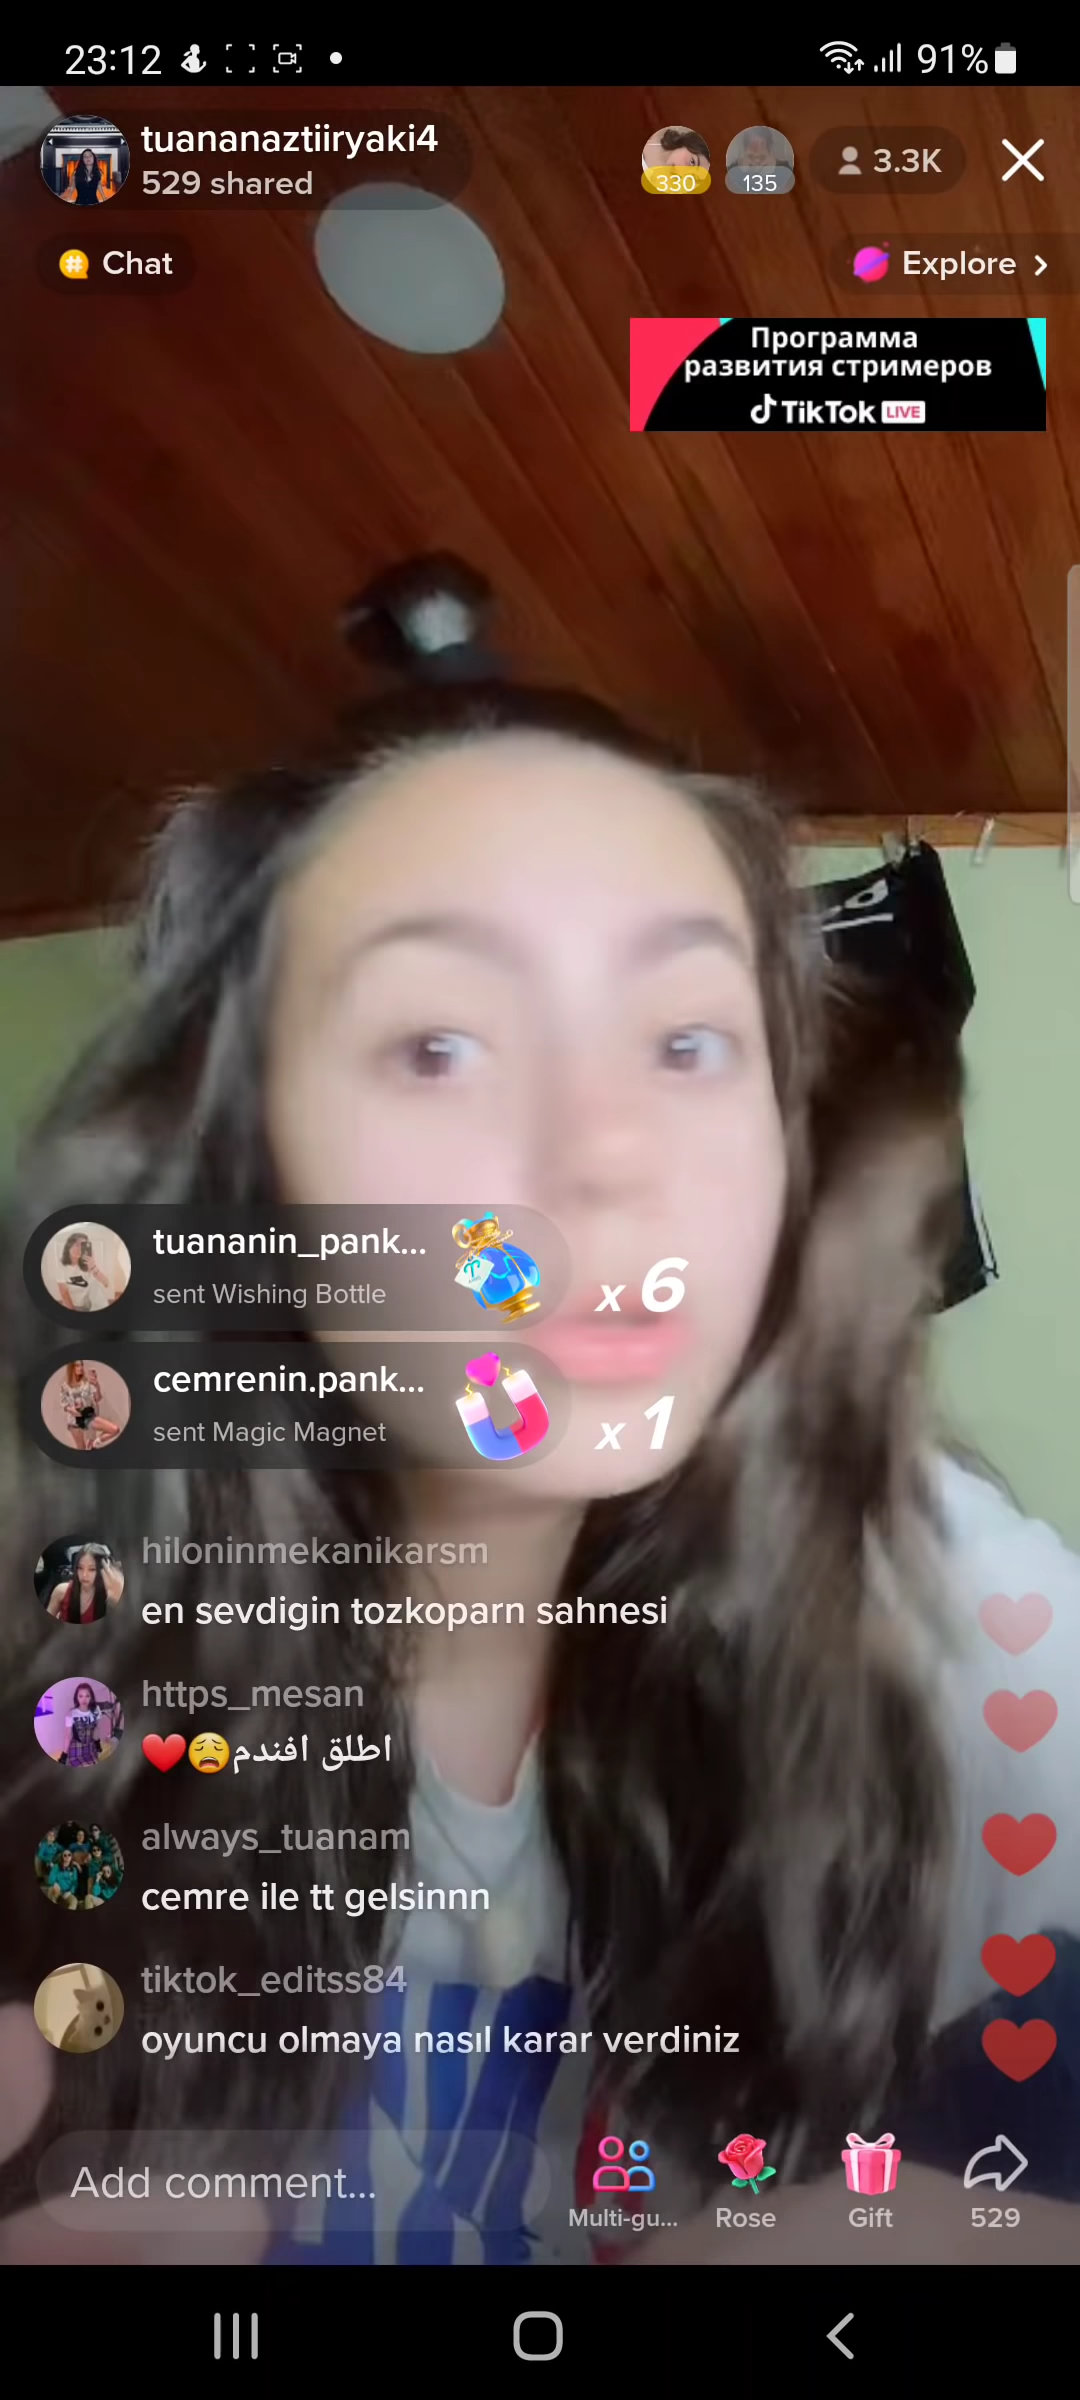 23:12
91%
tuananaztiiryaki4
529 shared
330
135
3.3K
Chat
Explore
Программа
развития стримеров
TikTok LIVE
tuananin_pank...
sent Wishing Bottle
x 6
cemrenin.pank...
sent Magic Magnet
x 1
hiloninmekanikarsm
en sevdigin tozkoparn sahnesi
https_mesan
اطلق افندم😩❤️
always_tuanam
cemre ile tt gelsinnn
tiktok_editss84
oyuncu olmaya nasıl karar verdiniz
Add comment...
Multi-gu...
Rose
Gift
529